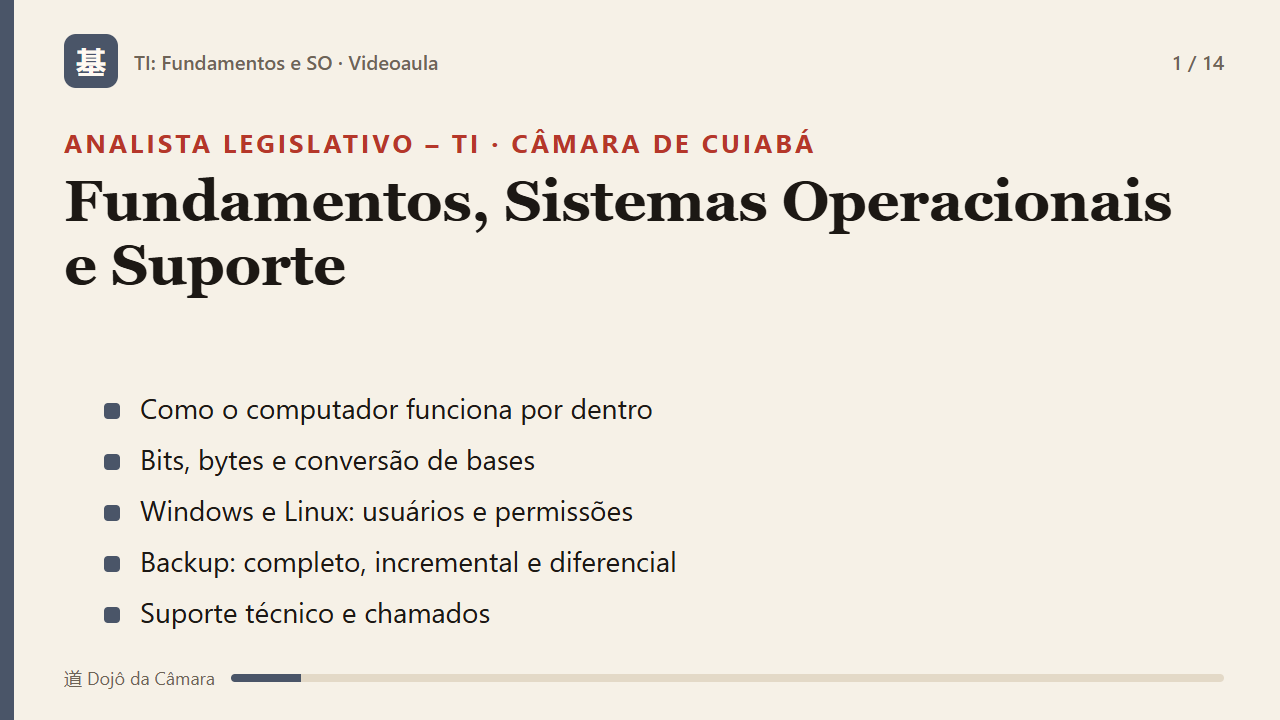 基 TI: Fundamentos e SO · Videoaula
1 / 14
ANALISTA LEGISLATIVO – TI · CÂMARA DE CUIABÁ
Fundamentos, Sistemas Operacionais
e Suporte
Como o computador funciona por dentro
Bits, bytes e conversão de bases
Windows e Linux: usuários e permissões
Backup: completo, incremental e diferencial
Suporte técnico e chamados
道 Dojô da Câmara